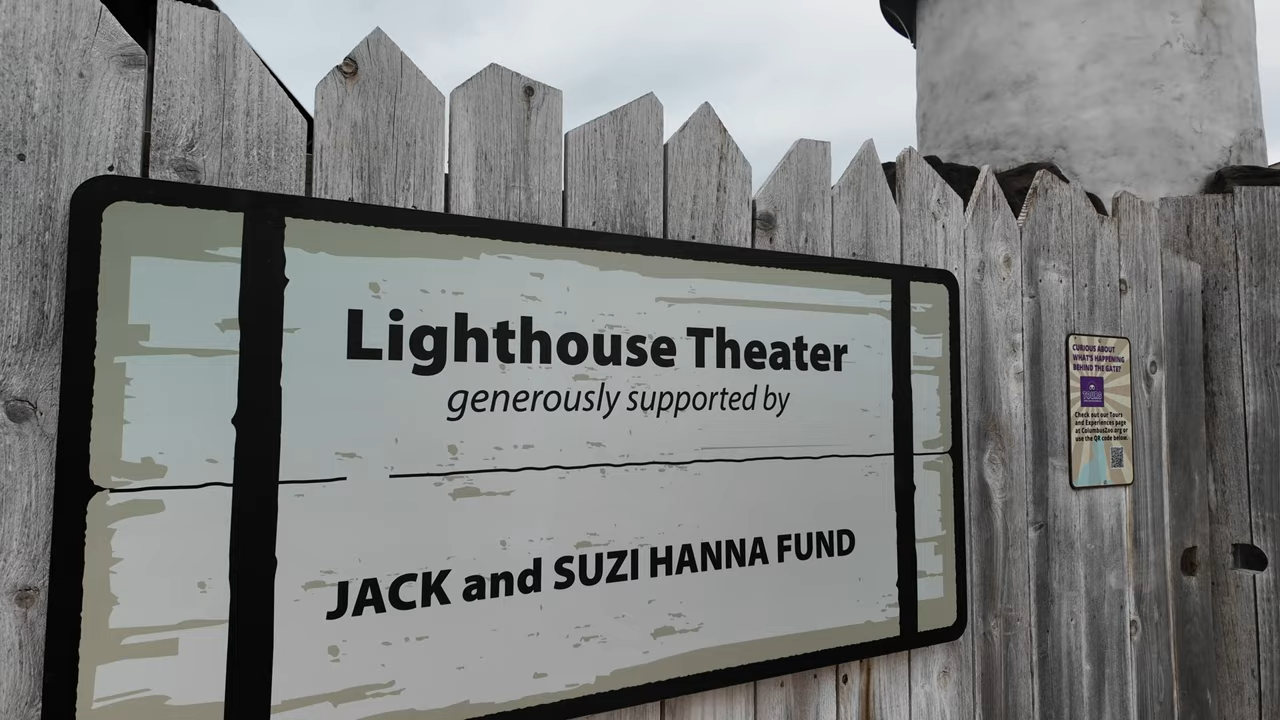 Lighthouse Theater
generously supported by
JACK and SUZI HANNA FUND
CURIOUS ABOUT
WHAT'S HAPPENING
BEHIND THE GATE?
TOURS
Check out our Tours
and Experiences page
at ColumbusZoo.org or
use the QR code below.